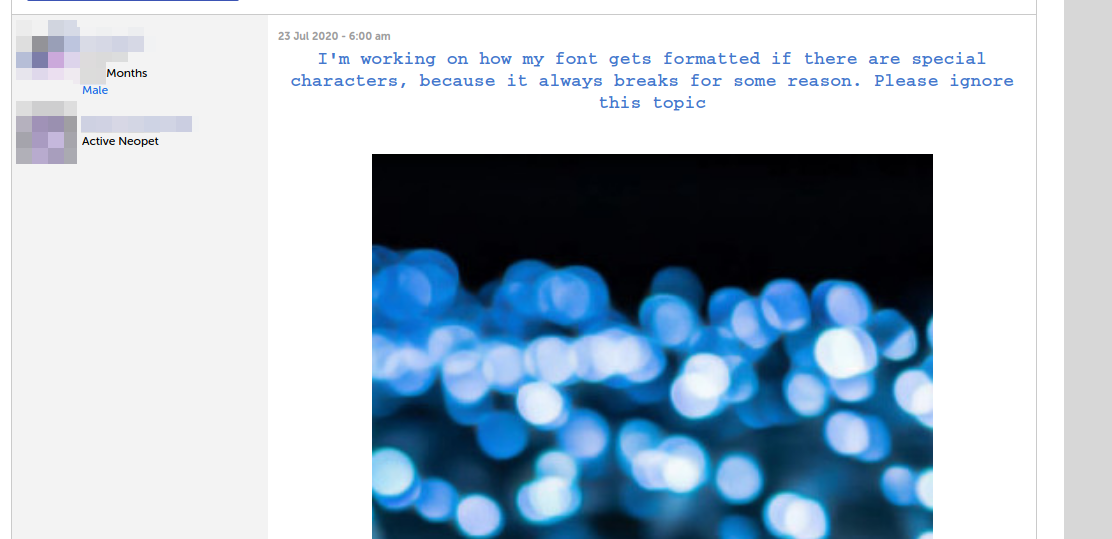 23 Jul 2020 - 6:00 am
I'm working on how my font gets formatted if there are special
characters, because it always breaks for some reason. Please ignore
this topic
Months
Male
Active Neopet